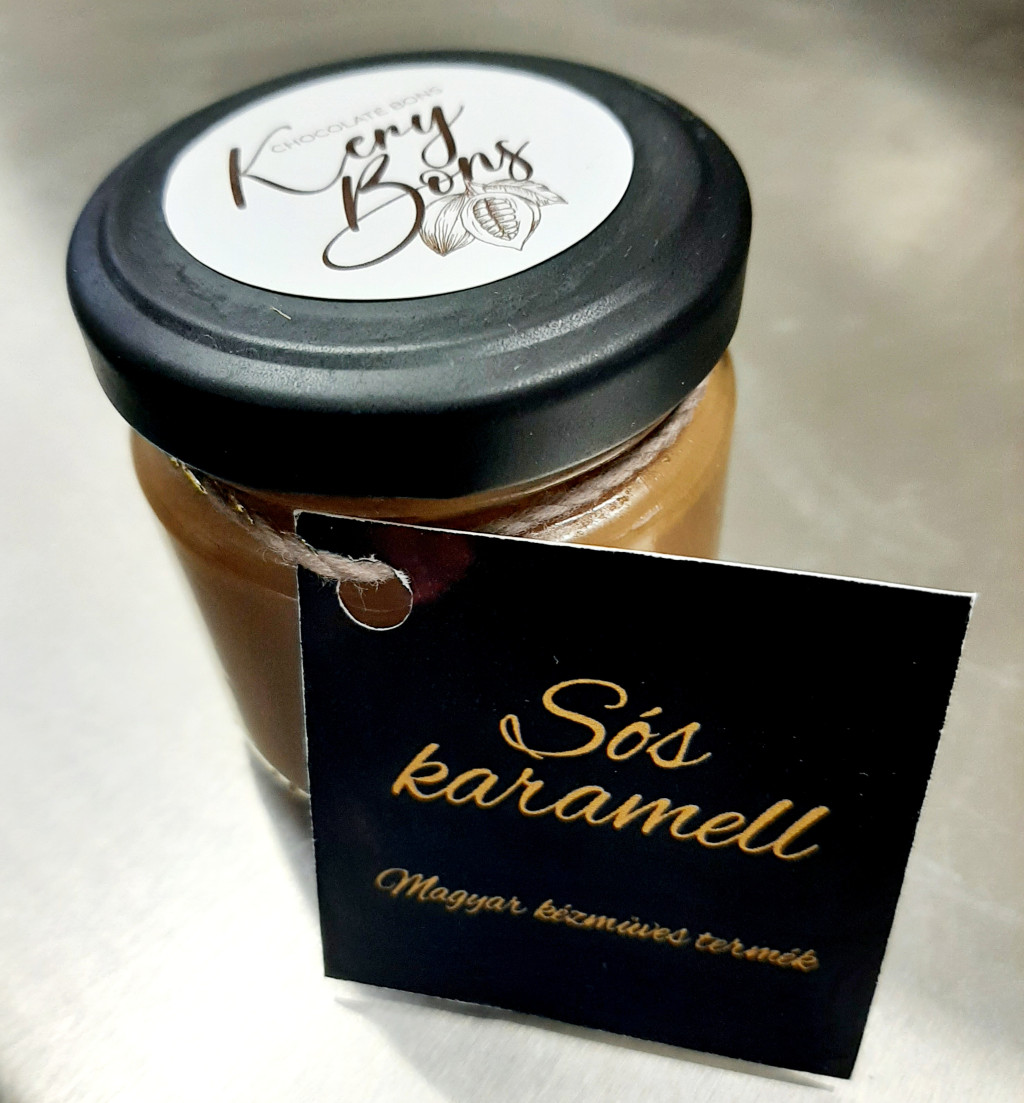 CHOCOLATE BONS
Kery
Bons
Sós
karamell
Magyar kézműves termék